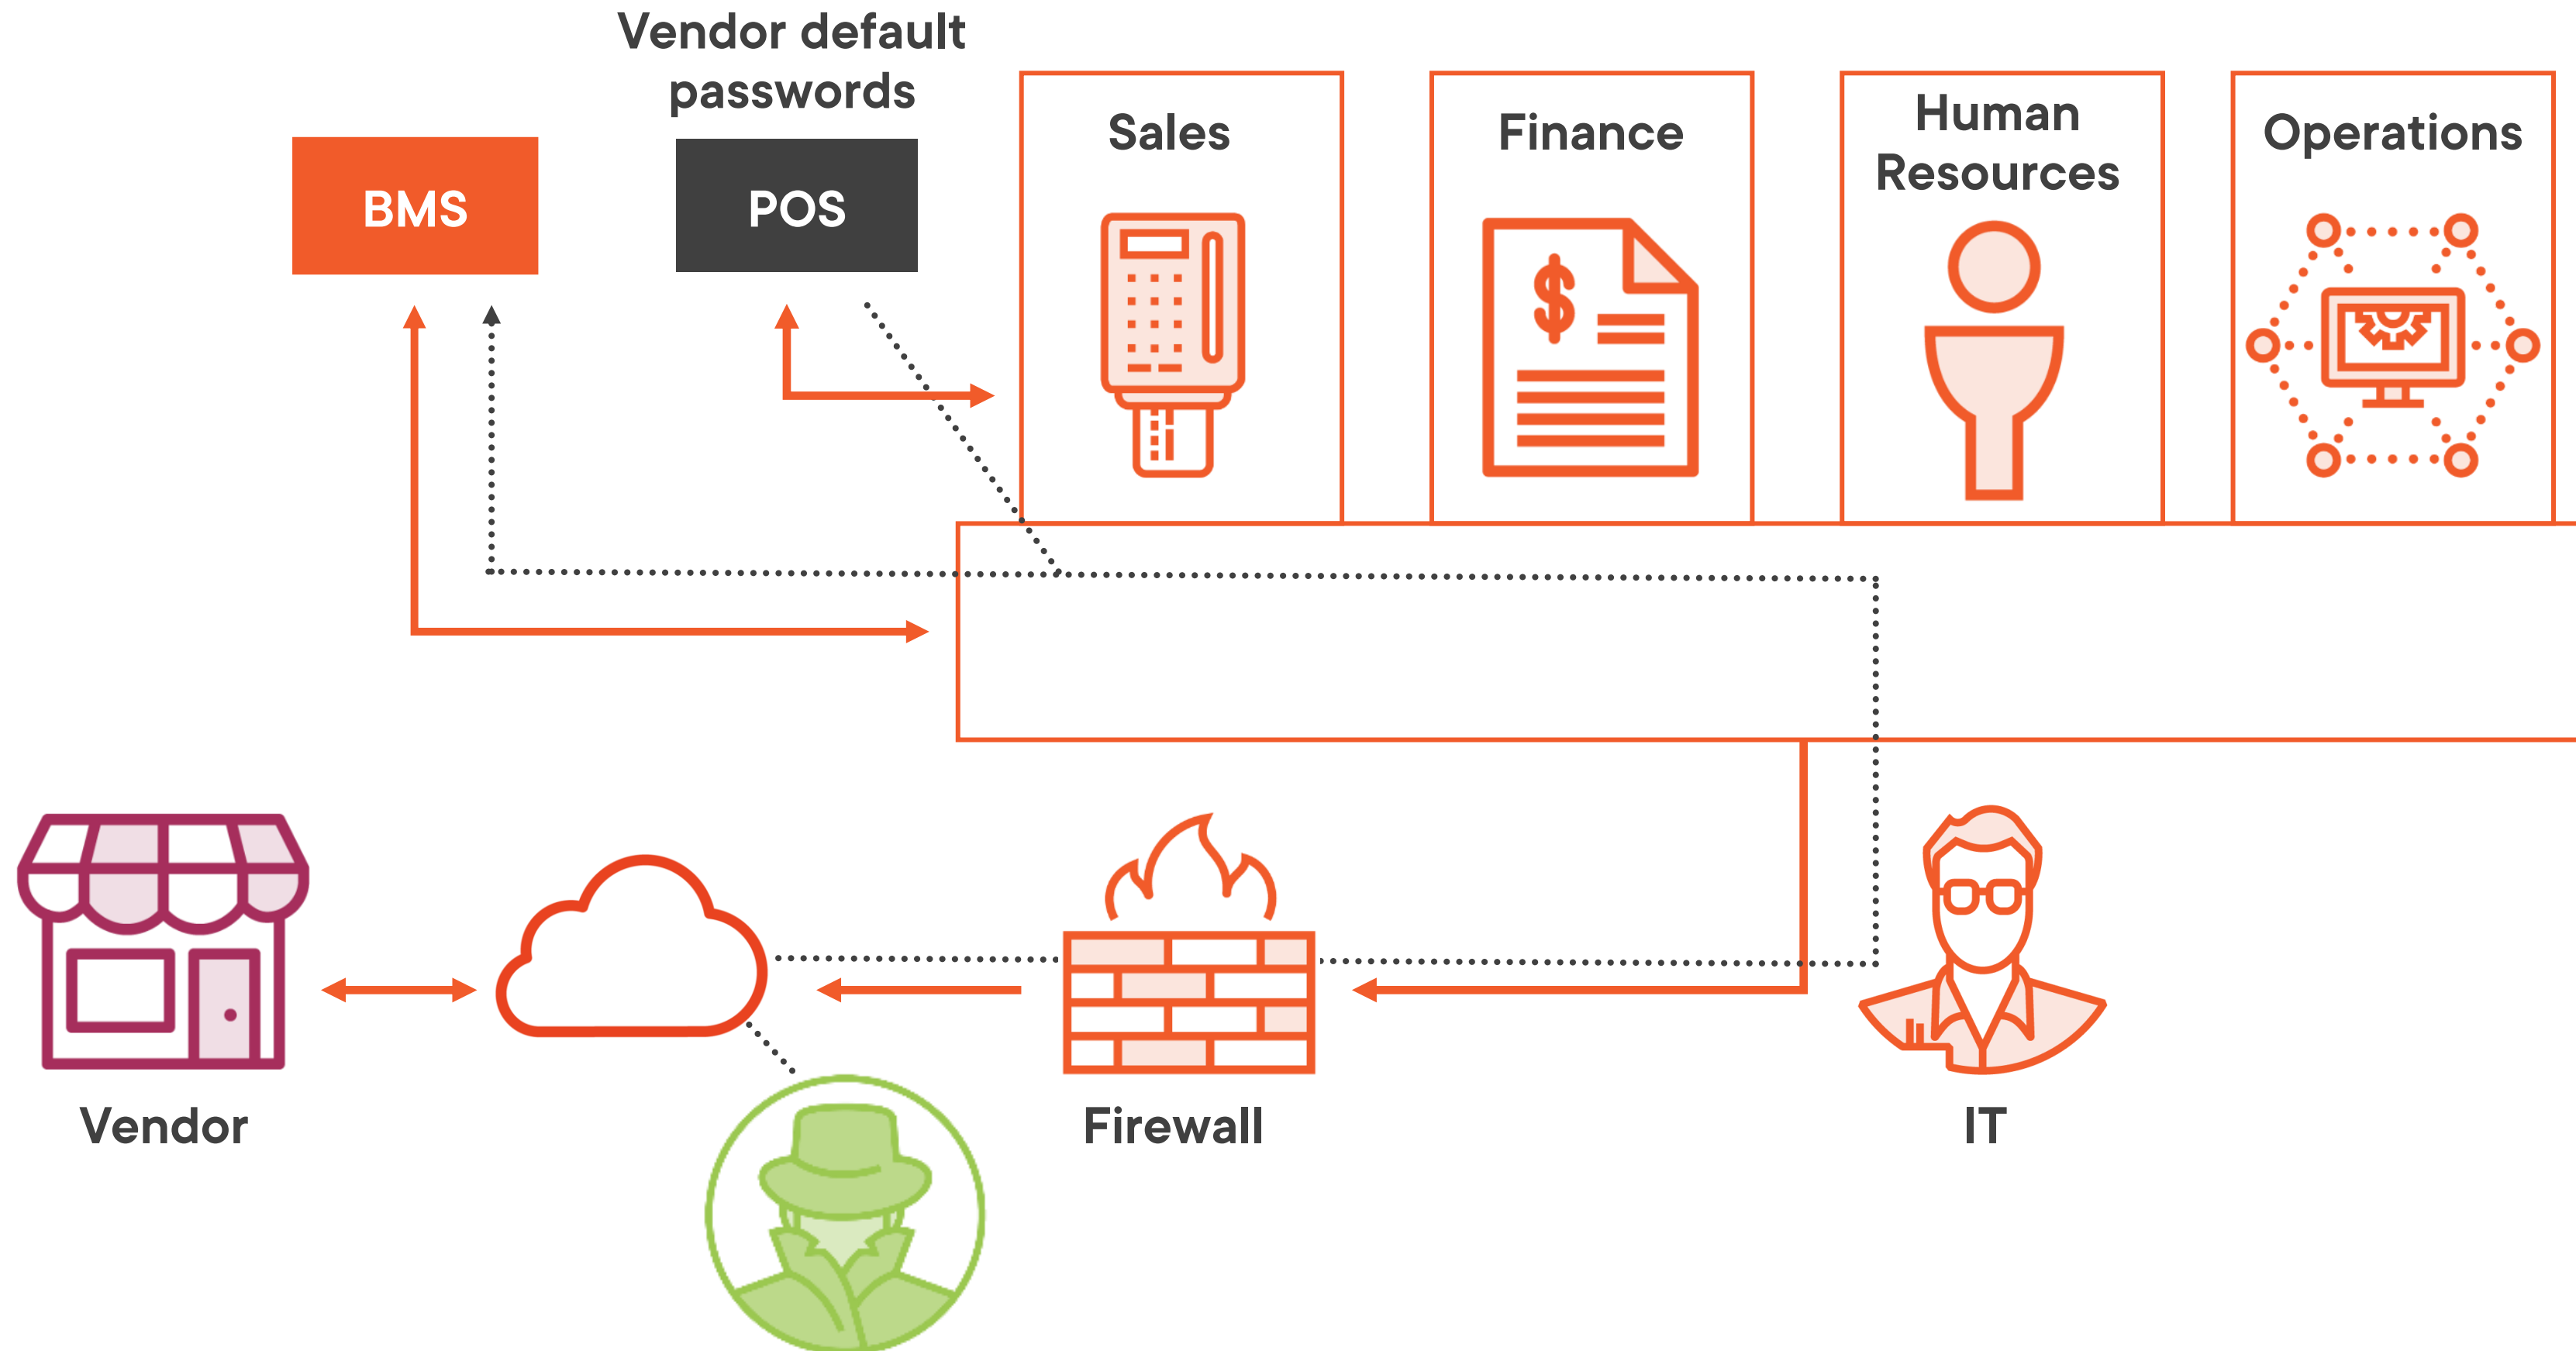 Vendor default
passwords
BMS
POS
Sales
Finance
Human
Resources
Operations
Vendor
Firewall
IT